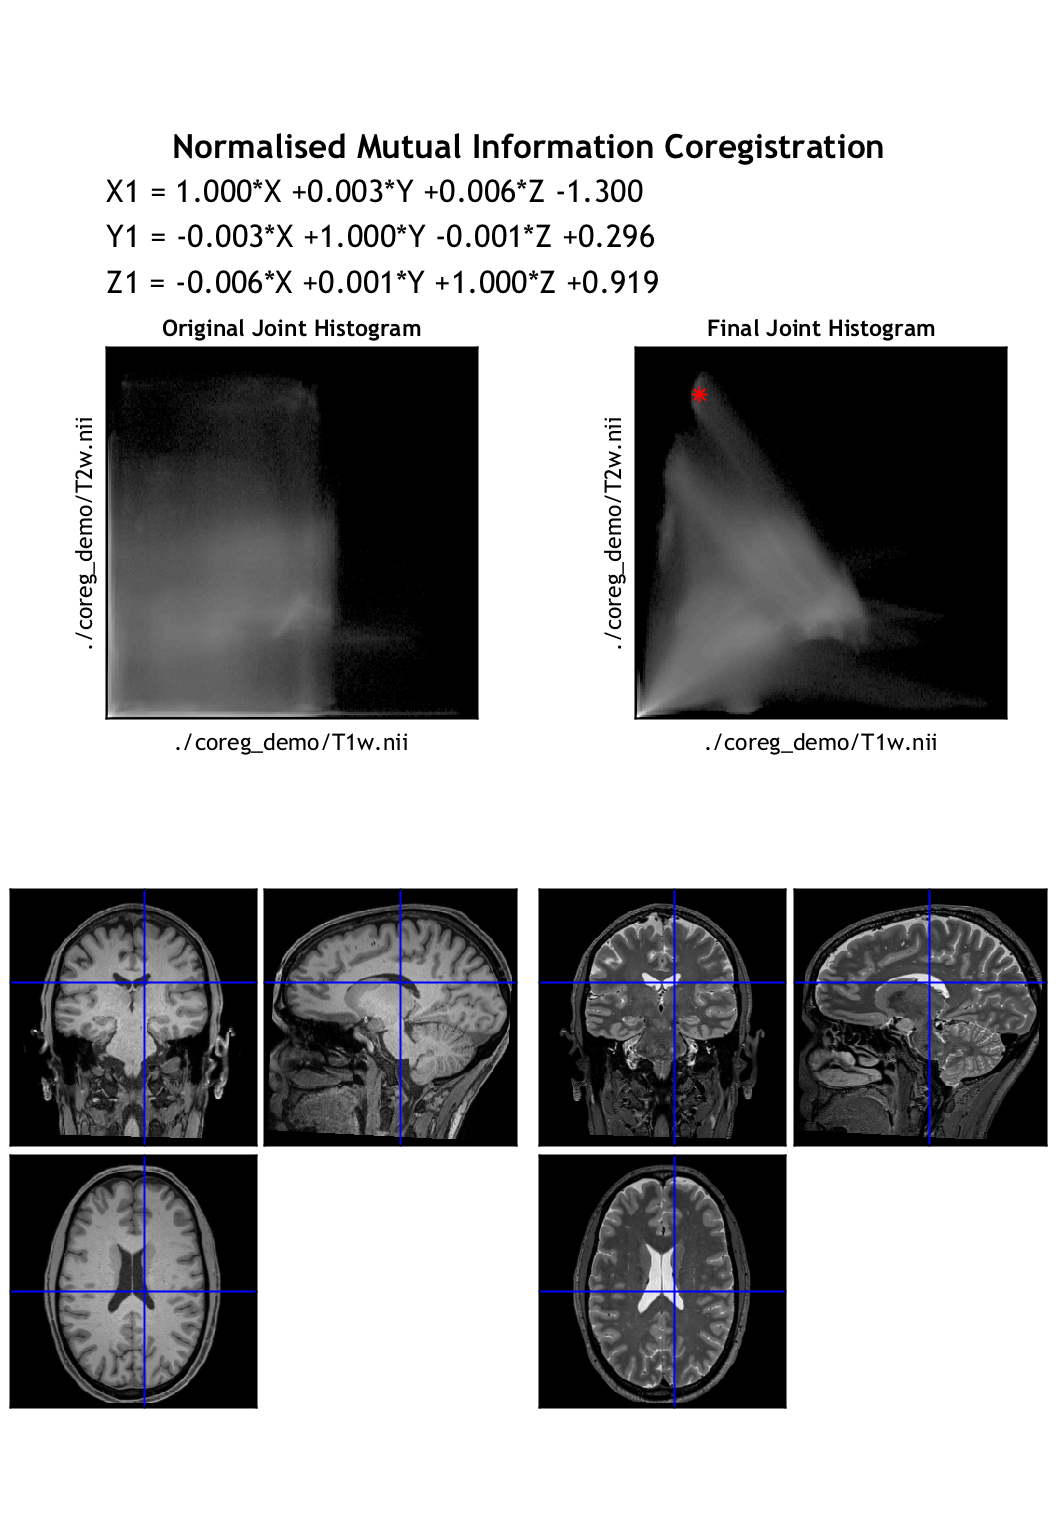 Normalised Mutual Information Coregistration
X1 = 1.000*X +0.003*Y +0.006*Z -1.300
Y1 = -0.003*X +1.000*Y -0.001*Z +0.296
Z1 = -0.006*X +0.001*Y +1.000*Z +0.919
Original Joint Histogram
./coreg_demo/T2w.nii
./coreg_demo/T1w.nii
Final Joint Histogram
./coreg_demo/T2w.nii
./coreg_demo/T1w.nii